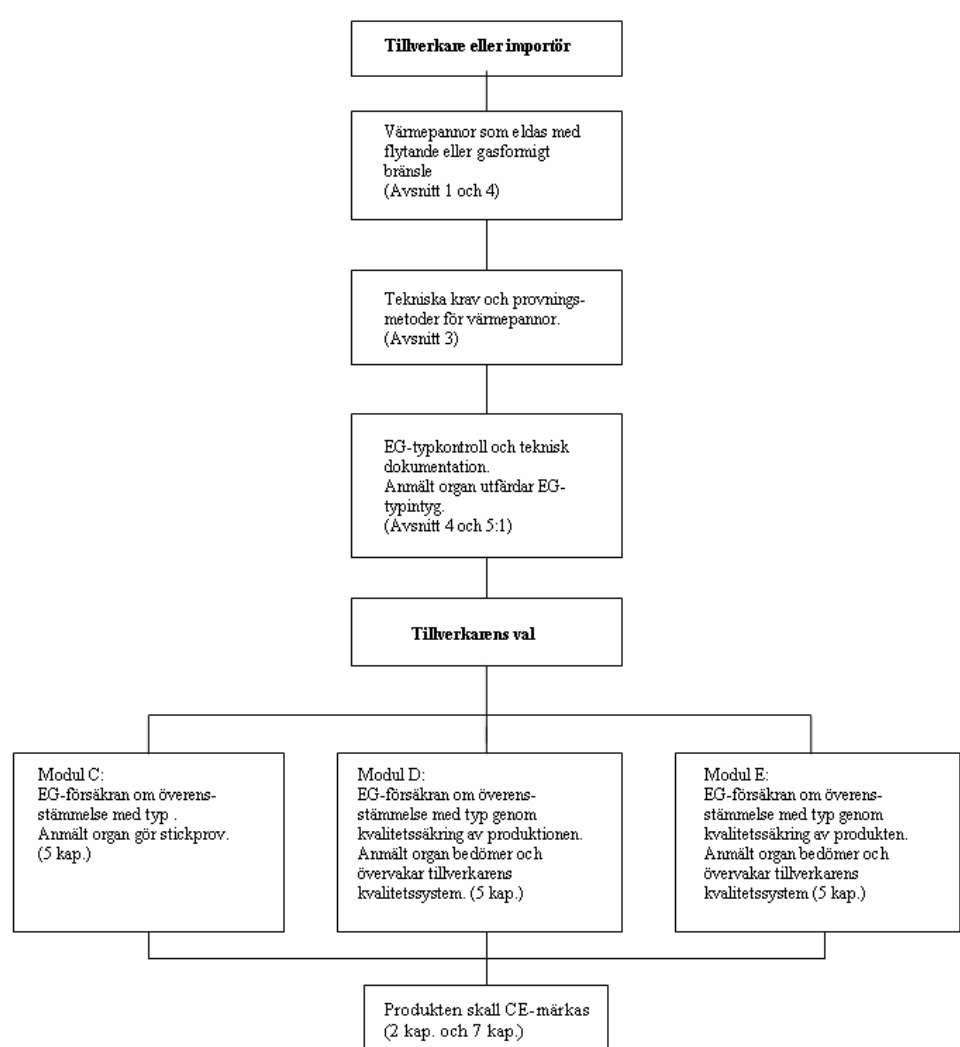 Tillverkare eller importör
Värmepannor som eldas med
flytande eller gasformigt
bränsle
(Avsnitt 1 och 4)
Tekniska krav och provnings-
metoder för värmepannor.
(Avsnitt 3)
EG-typkontroll och teknisk
dokumentation.
Anmält organ utfärdar EG-
typintyg.
(Avsnitt 4 och 5:1)
Tillverkarens val
Modul C:
EG-försäkran om överens-
stämmelse med typ .
Anmält organ gör stickprov.
(5 kap.)
Modul D:
EG-försäkran om överens-
stämmelse med typ genom
kvalitetssäkring av produktionen.
Anmält organ bedömer och
övervakar tillverkarens
kvalitetssystem. (5 kap.)
Modul E:
EG-försäkran om överens-
stämmelse med typ genom
kvalitetssäkring av produkten.
Anmält organ bedömer och
övervakar tillverkarens
kvalitetssystem (5 kap.)
Produkten skall CE-märkas
(2 kap. och 7 kap.)